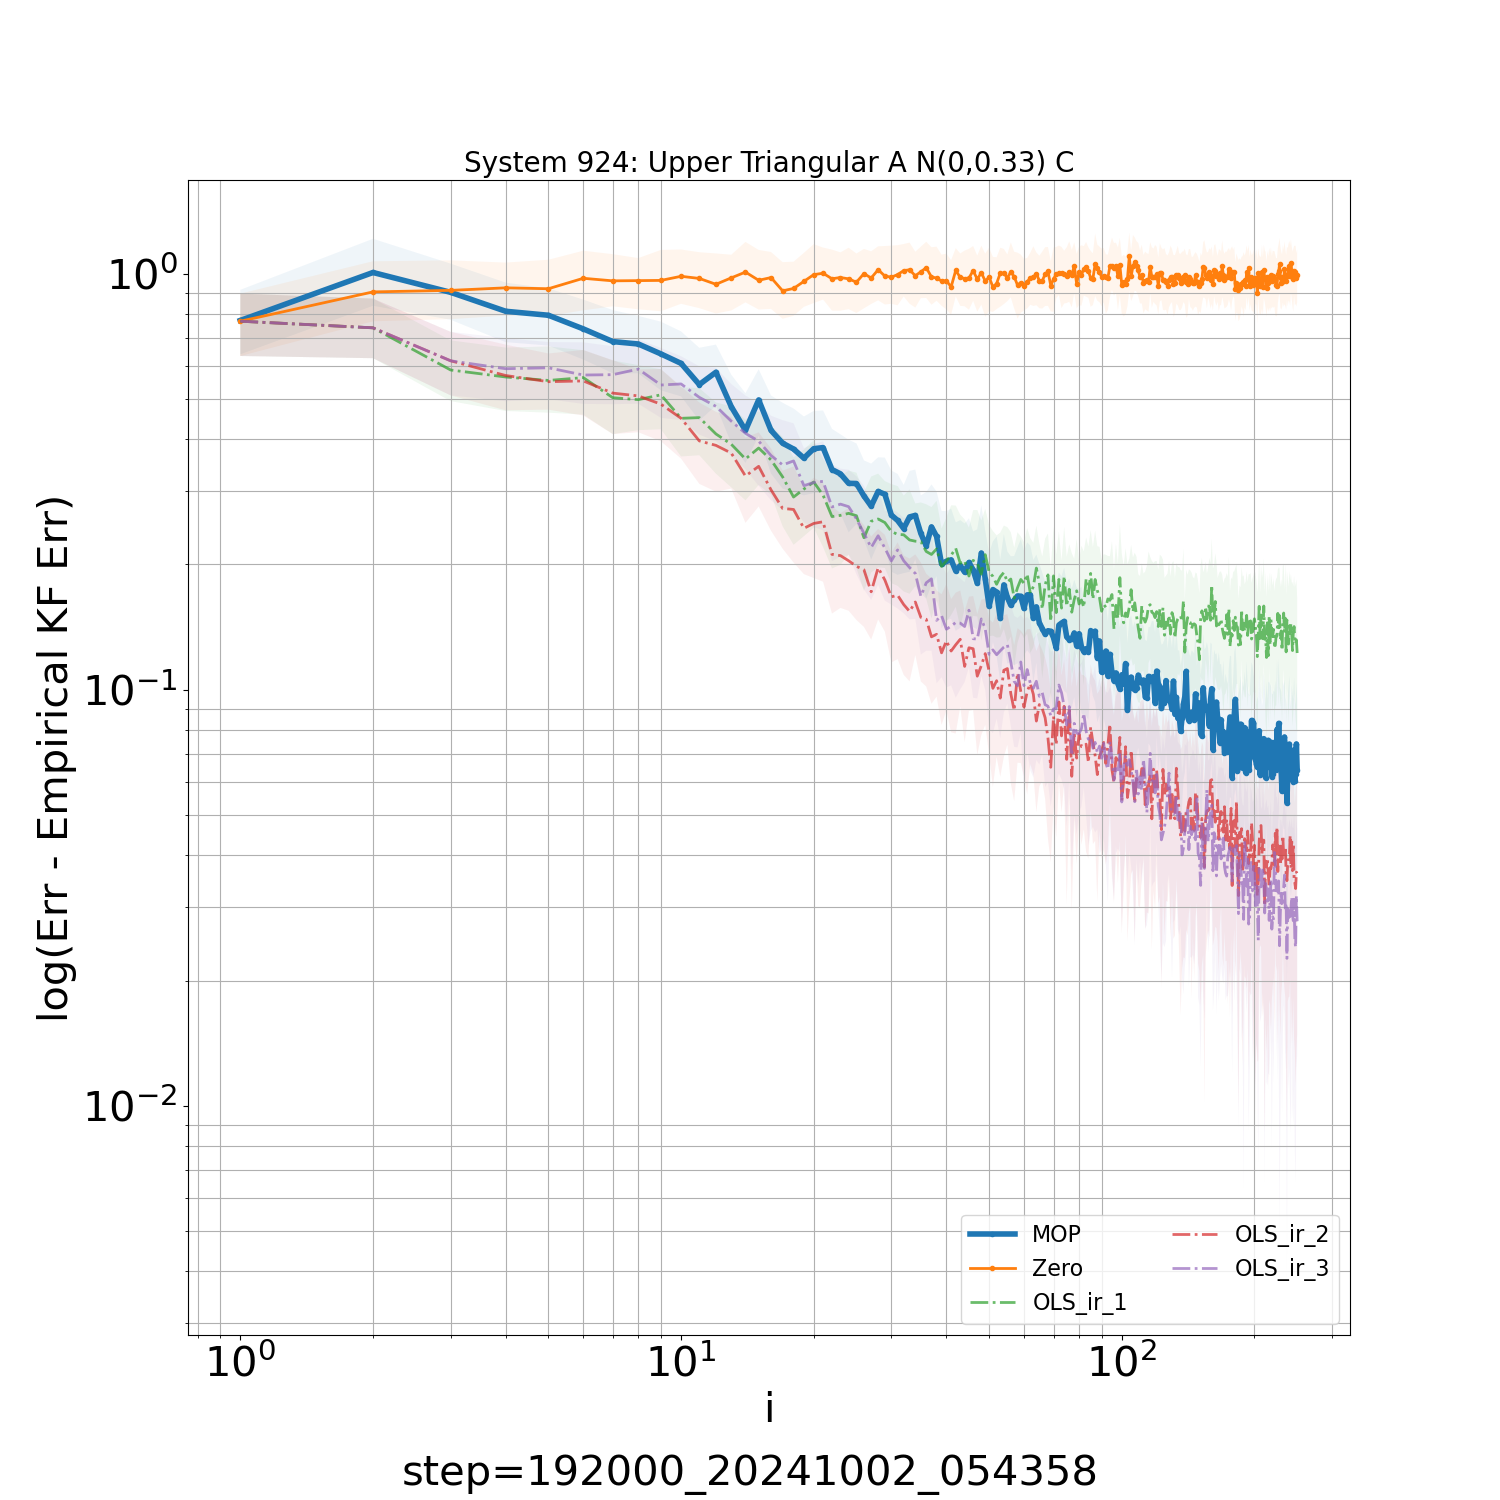 System 924: Upper Triangular A N(0,0.33) C
log(Err - Empirical KF Err)
10⁰
10⁻¹
10⁻²
MOP
Zero
OLS_ir_1
OLS_ir_2
OLS_ir_3
10⁰ 10¹ 10²
i
step=192000_20241002_054358